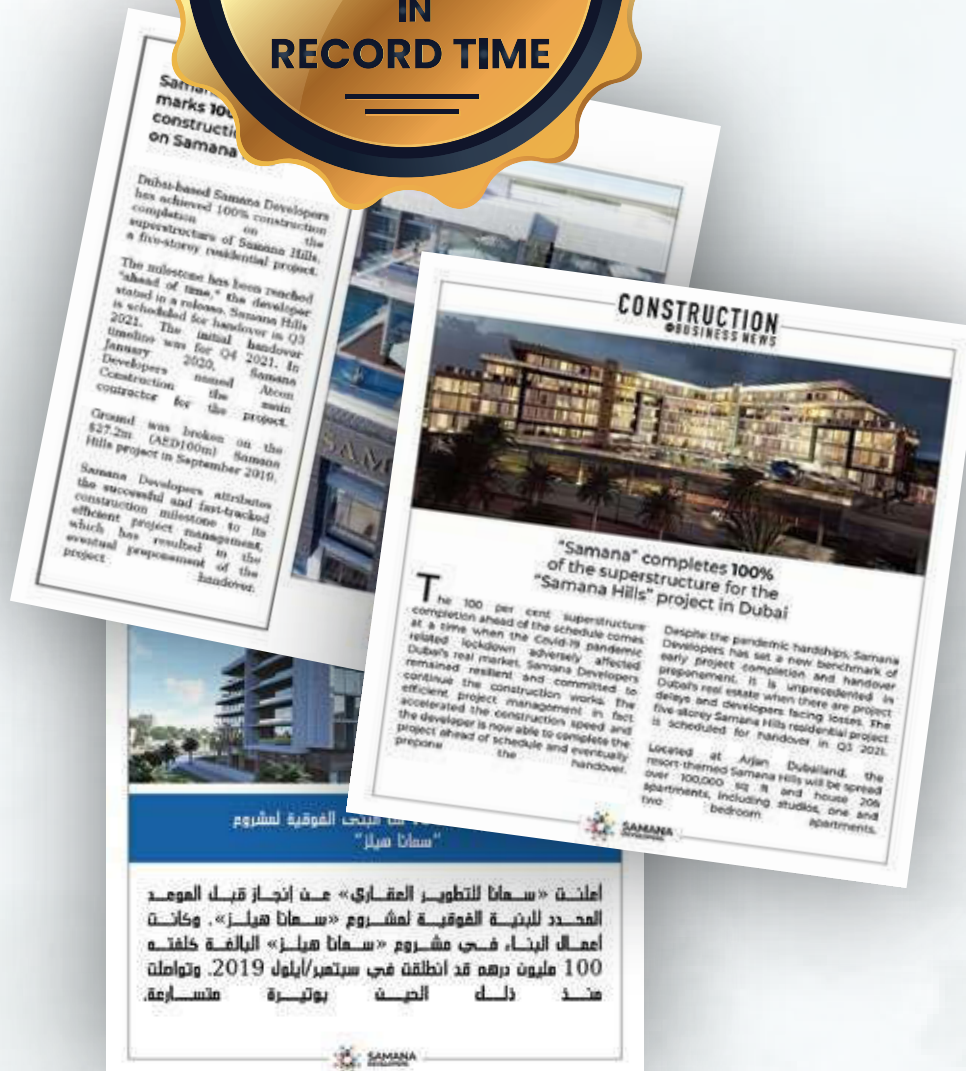 IN
RECORD TIME
marks 100
constructi
on Samana
Dubai-based Samana Developers
has achieved 100% construction
completion on the
superstructure of Samana Hills,
a five-storey residential project.
The milestone has been reached
"ahead of time," the developer
stated in a release. Samana Hills
is scheduled for handover in Q3
2021. The initial handover
timeline was for Q4 2021. In
January 2020, Samana
Developers named Atcon
Construction the main
contractor for the project.
Ground was broken on the
$27.2m (AED100m) Samana
Hills project in September 2019.
Samana Developers attributes
the successful and fast-tracked
construction milestone to its
efficient project management,
which has resulted in the
eventual preponement of the
project handover.
SAM
CONSTRUCTION
BUSINESS NEWS
"Samana" completes 100%
of the superstructure for the
"Samana Hills" project in Dubai
The 100 per cent superstructure
completion ahead of the schedule comes
at a time when the Covid-19 pandemic
related lockdown adversely affected
Dubai's real market. Samana Developers
remained resilient and committed to
continue the construction works. The
efficient project management in fact
accelerated the construction speed and
the developer is now able to complete the
project ahead of schedule and eventually
prepone the handover.
Despite the pandemic hardships, Samana
Developers has set a new benchmark of
early project completion and handover
preponement. It is unprecedented in
Dubai's real estate when there are project
delays and developers facing losses. The
five-storey Samana Hills residential project
is scheduled for handover in Q3 2021.
Located at Arjan Dubailand, the
resort-themed Samana Hills will be spread
over 100,000 sq ft and house 206
apartments, including studios, one and
two bedroom apartments.
SAMANA
DEVELOPERS
الفوقية لمشروع
"سمانا هيلز"
أعلنت «سمانا للتطوير العقاري» عن إنجاز قبل الموعد
المحدد للبنية الفوقية لمشروع «سمانا هيلز». وكانت
أعمال البناء في مشروع «سمانا هيلز» البالغة كلفته
100 مليون درهم قد انطلقت في سبتمبر/أيلول 2019. وتواصلت
منذ ذلك الحين بوتيرة متسارعة.
SAMANA
DEVELOPERS